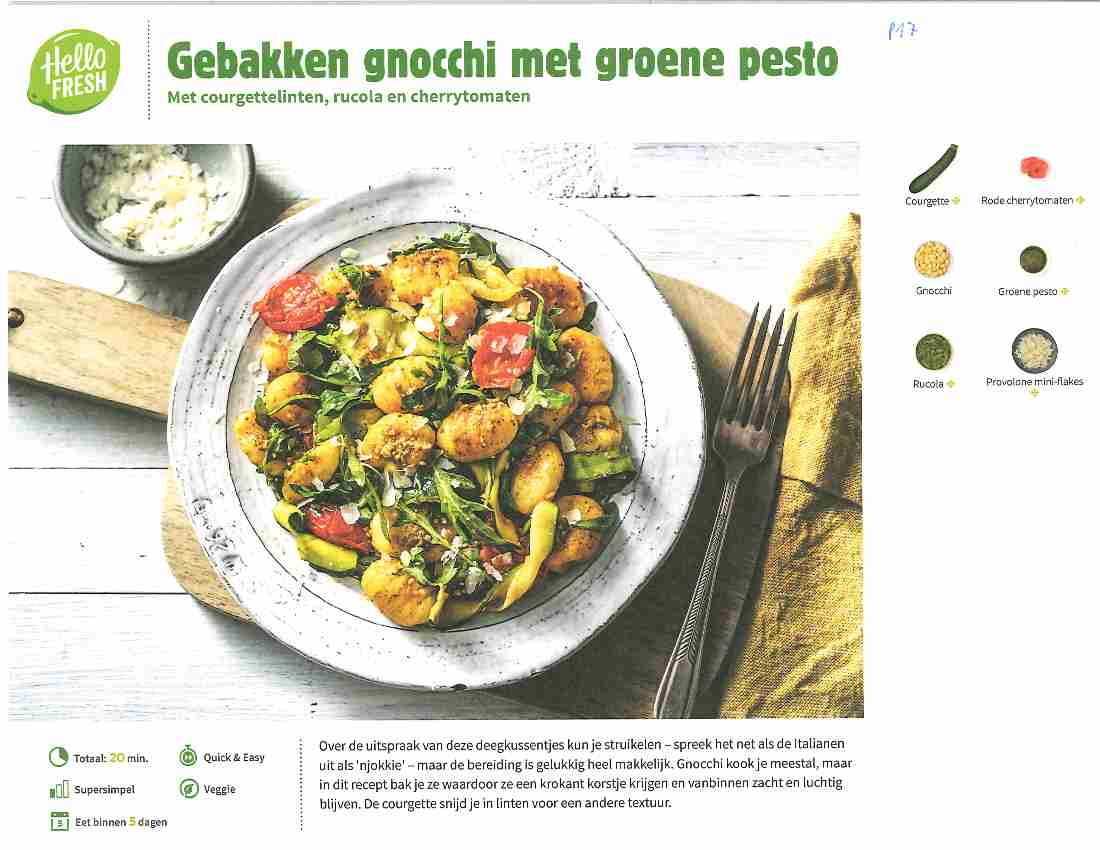 P17
Hello
FRESH
Gebakken gnocchi met groene pesto
Met courgettelinten, rucola en cherrytomaten
Courgette
Rode cherrytomaten
Gnocchi
Groene pesto
Rucola
Provolone mini-flakes
Totaal: 20 min.
Quick & Easy
Supersimpel
Veggie
5
Eet binnen 5 dagen
Over de uitspraak van deze deegkussentjes kun je struikelen – spreek het net als de Italianen
uit als 'njokkie' – maar de bereiding is gelukkig heel makkelijk. Gnocchi kook je meestal, maar
in dit recept bak je ze waardoor ze een krokant korstje krijgen en vanbinnen zacht en luchtig
blijven. De courgette snijd je in linten voor een andere textuur.